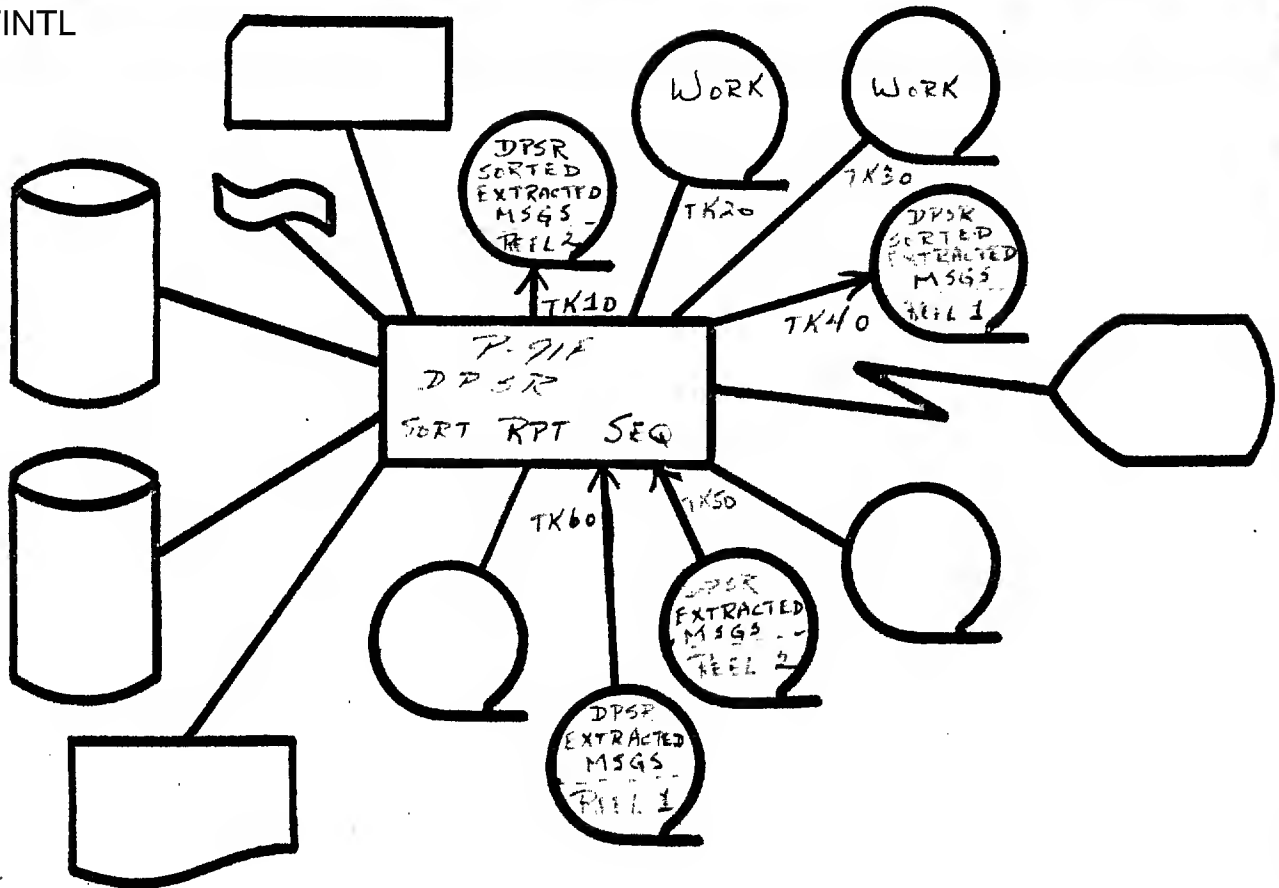 INTL
WORK
WORK
DPSR
SORTED
EXTRACTED
MSGS
REEL 2
TK20
TK30
DPSR
SORTED
EXTRACTED
MSGS
REEL 1
TK10
TK40
P-91F
DPSR
SORT RPT SEQ
TK60
TK50
DPSR
EXTRACTED
MSGS
REEL 2
DPSR
EXTRACTED
MSGS
REEL 1